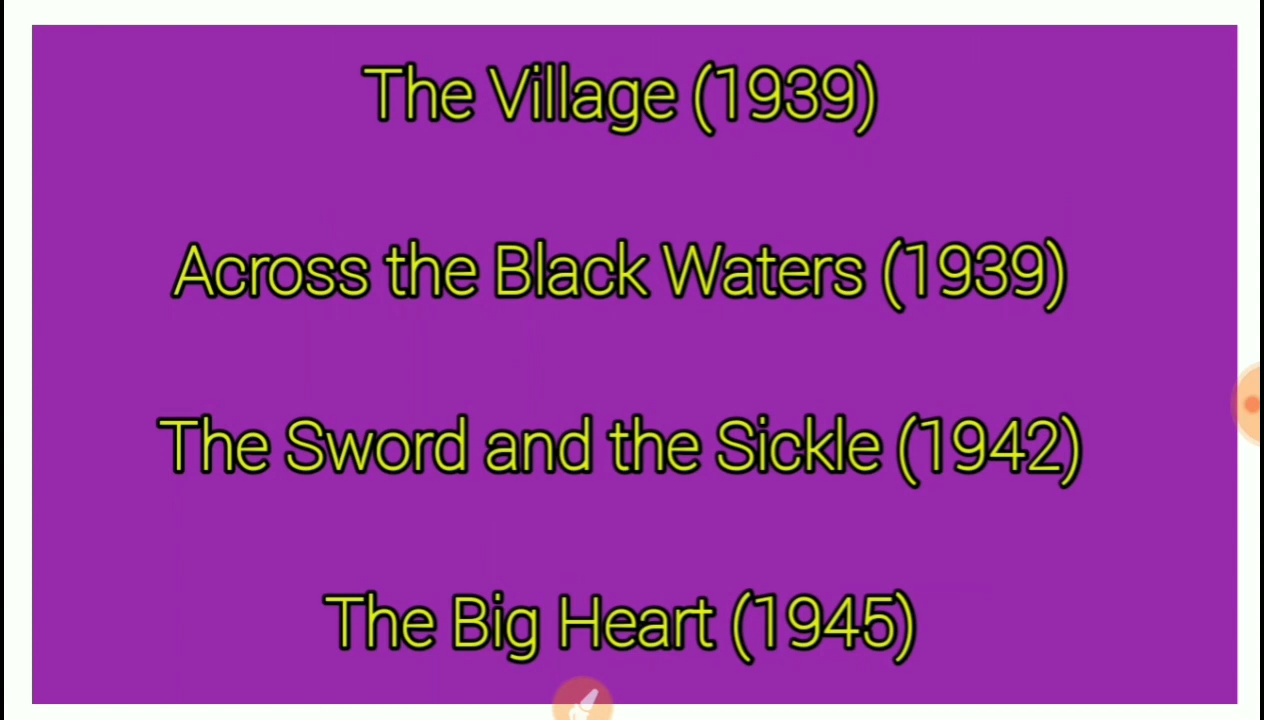 The Village (1939)
Across the Black Waters (1939)
The Sword and the Sickle (1942)
The Big Heart (1945)